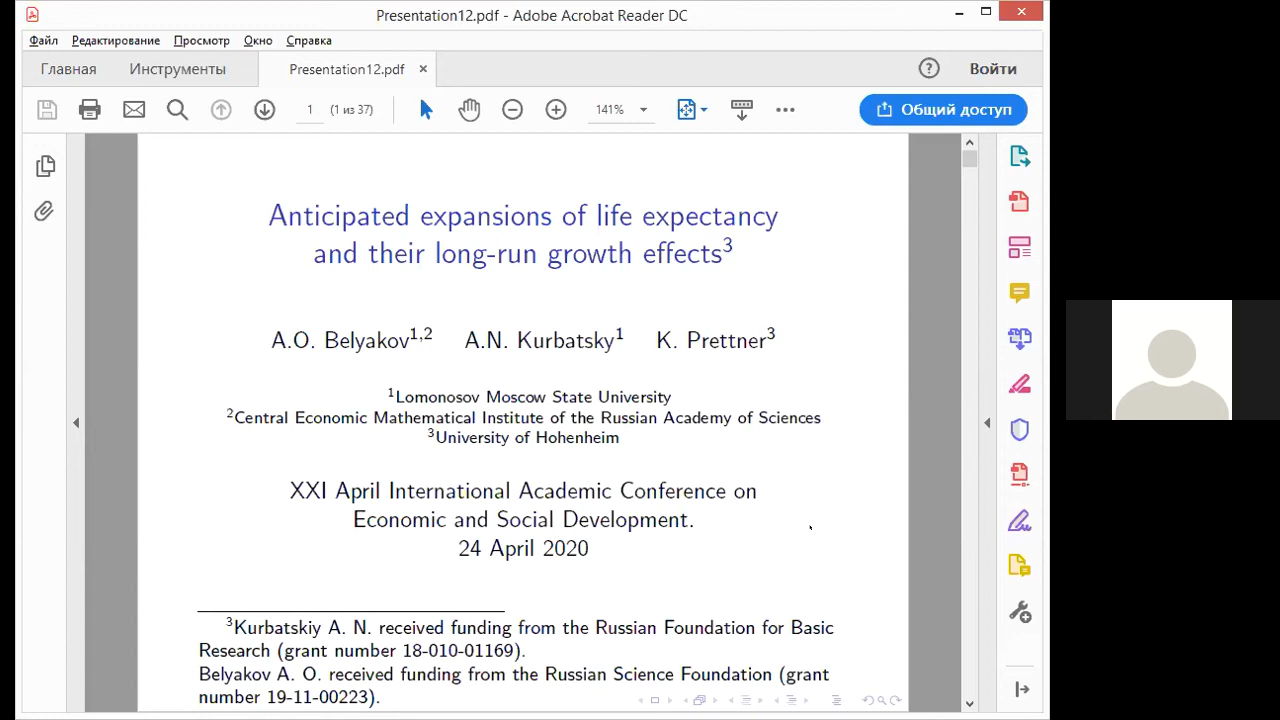 Presentation12.pdf - Adobe Acrobat Reader DC
Файл Редактирование Просмотр Окно Справка
Главная Инструменты Presentation12.pdf × Войти
1 (1 из 37) 141% Общий доступ
Anticipated expansions of life expectancy
and their long-run growth effects3
A.O. Belyakov1,2 A.N. Kurbatsky1 K. Prettner3
1Lomonosov Moscow State University
2Central Economic Mathematical Institute of the Russian Academy of Sciences
3University of Hohenheim
XXI April International Academic Conference on
Economic and Social Development.
24 April 2020
3Kurbatskiy A. N. received funding from the Russian Foundation for Basic
Research (grant number 18-010-01169).
Belyakov A. O. received funding from the Russian Science Foundation (grant
number 19-11-00223).